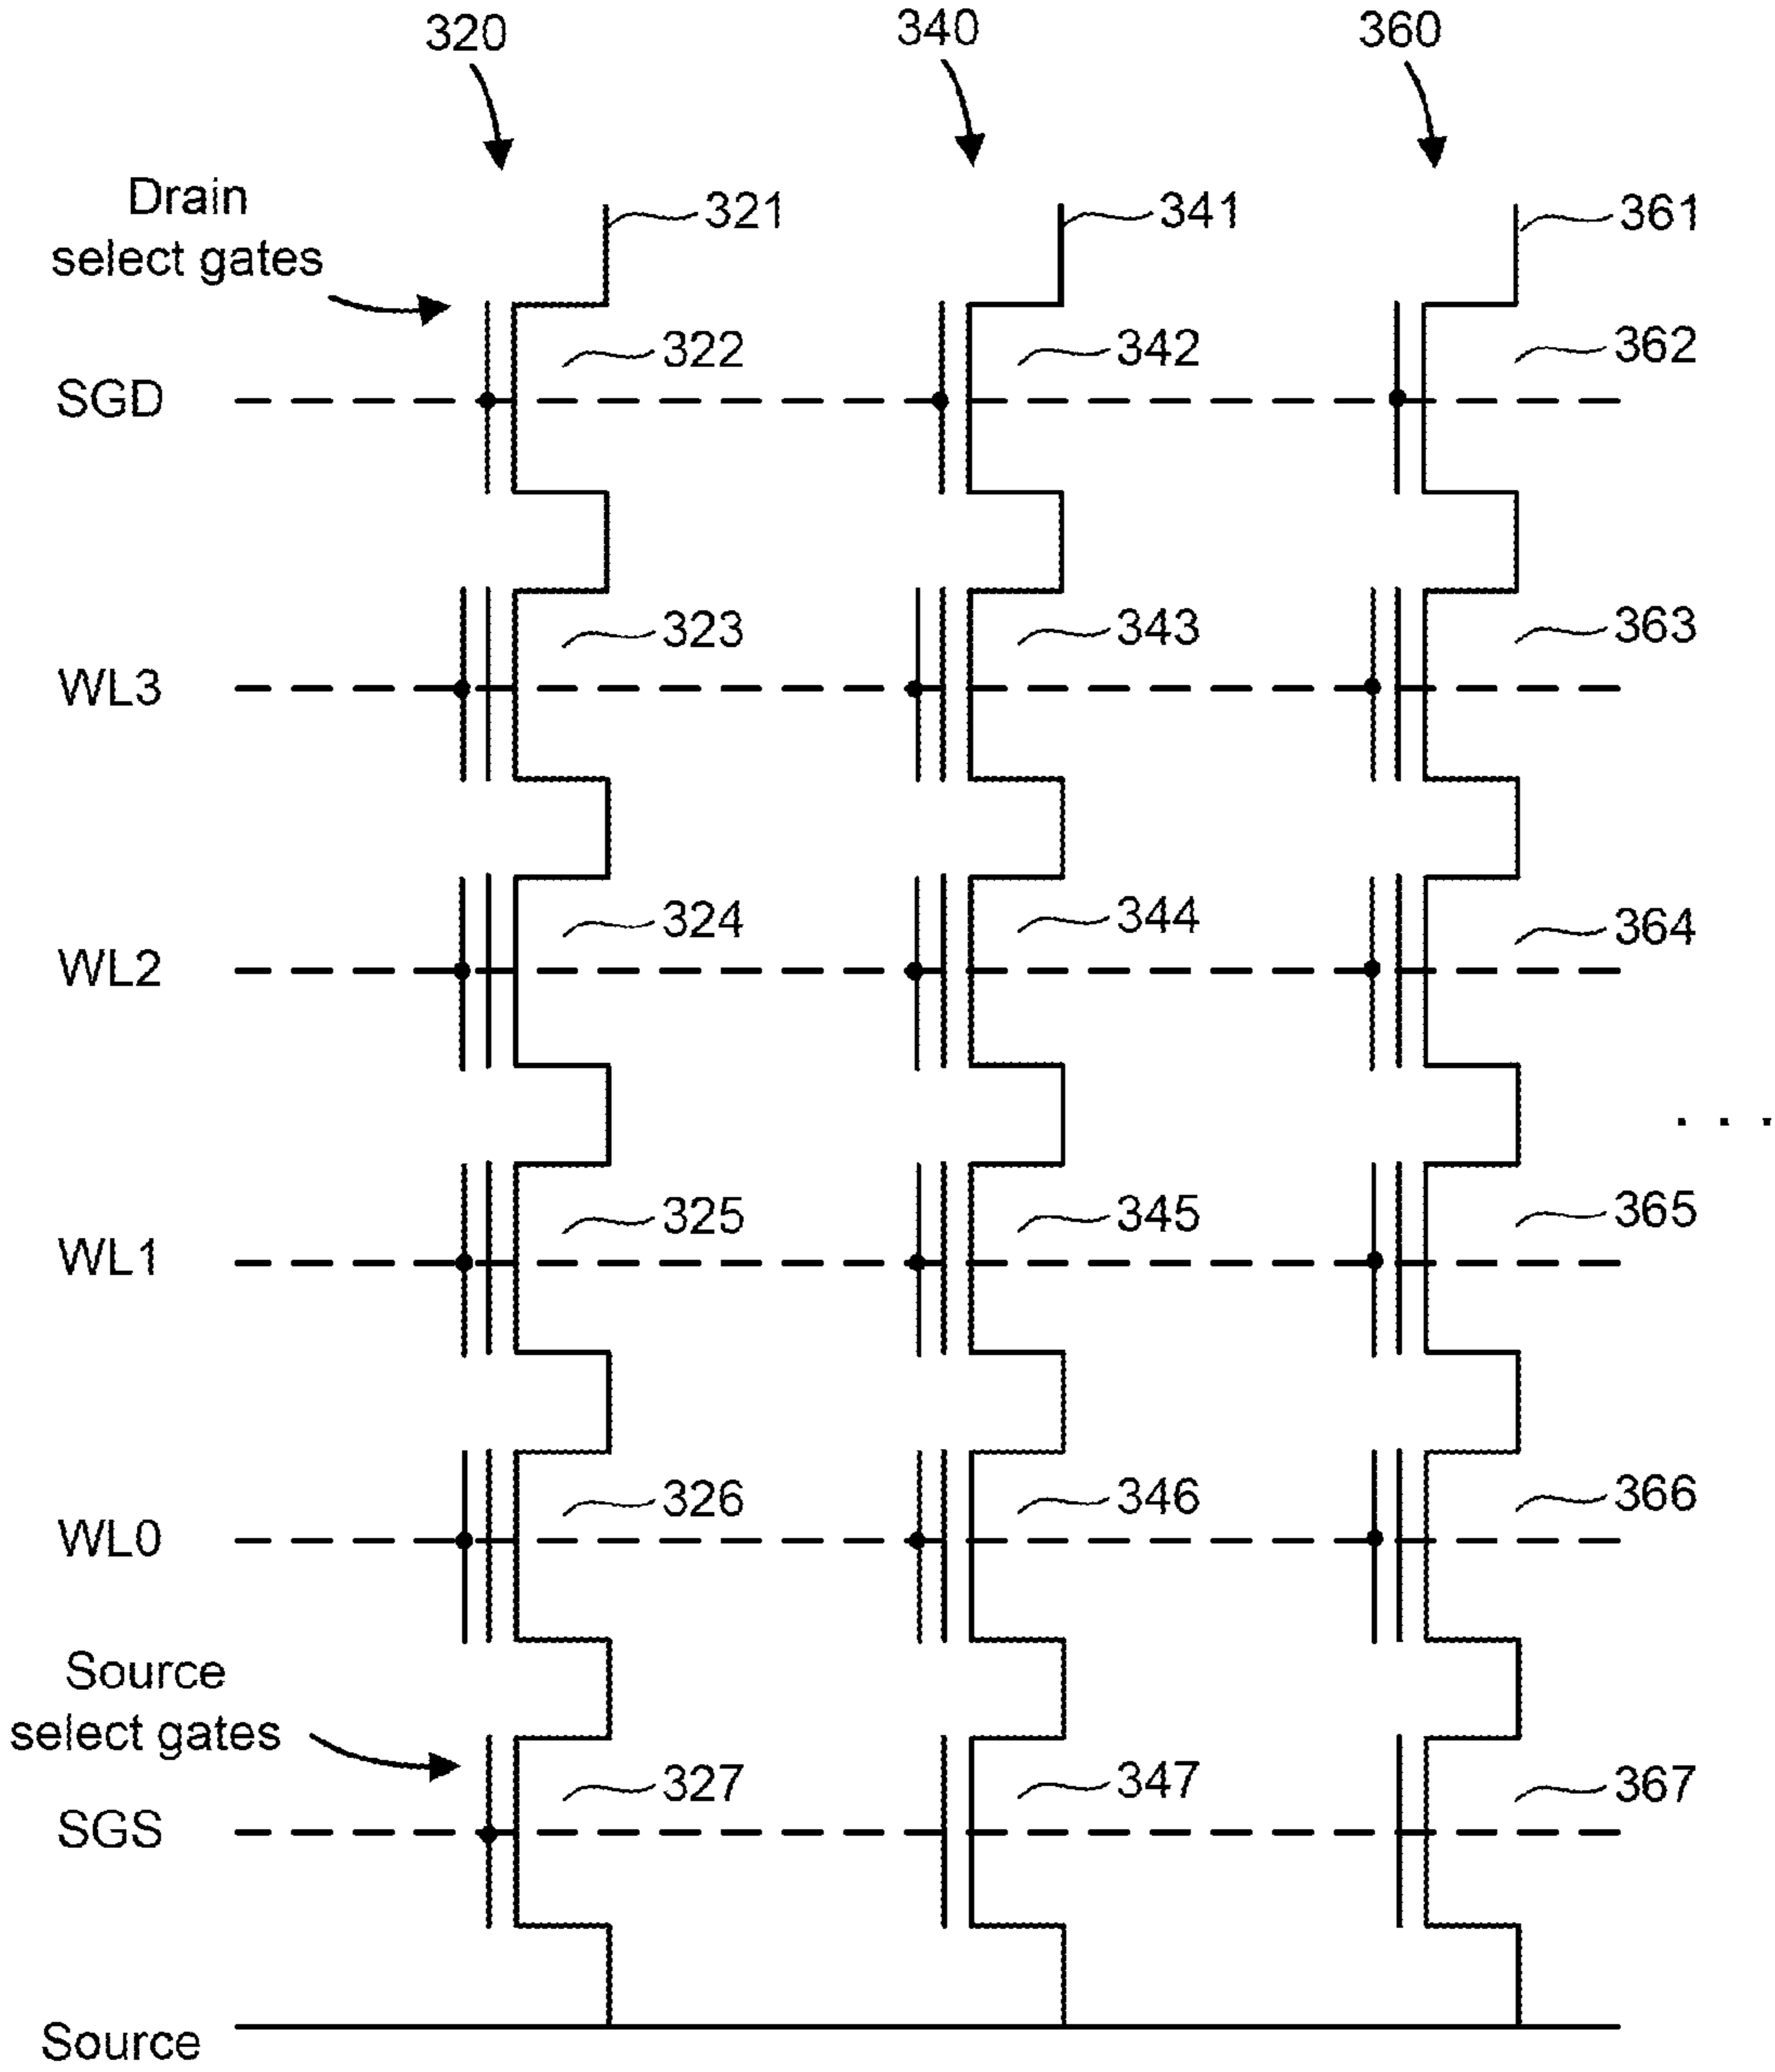 320 340 360
Drain
select gates
321 341 361
322 342 362
SGD
323 343 363
WL3
324 344 364
WL2
. . .
325 345 365
WL1
326 346 366
WL0
Source
select gates
327 347 367
SGS
Source